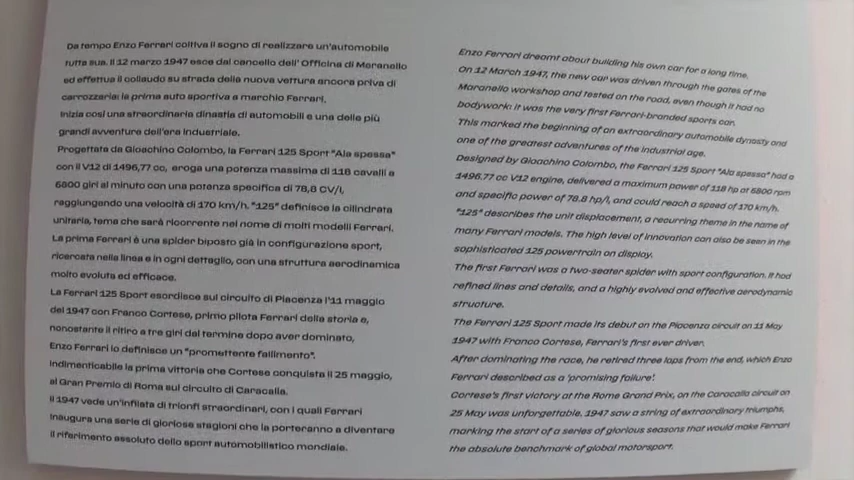 Da tempo Enzo Ferrari coltiva il sogno di realizzare un'automobile
tutta sua. Il 12 marzo 1947 esce dal cancello dell' Officina di Maranello
ed effettua il collaudo su strada della nuova vettura ancora priva di
carrozzaria: la prima auto sportiva a marchio Ferrari.
Inizia così una straordinaria dinastia di automobili e una delle più
grandi avventure dell'era industriale.
Progettata da Gioachino Colombo, la Ferrari 125 Sport "Ala spessa"
con il V12 di 1496,77 cc, eroga una potenza massima di 118 cavalli a
6800 giri al minuto con una potenza specifica di 78,8 CV/l,
raggiungendo una velocità di 170 km/h. "125" definisce la cilindrata
unitaria, tema che sarà ricorrente nel nome di molti modelli Ferrari.
La prima Ferrari è una spider biposto già in configurazione sport,
ricercata nella linea e in ogni dettaglio, con una struttura aerodinamica
molto evoluta ed efficace.
La Ferrari 125 Sport esordisce sul circuito di Piacenza l'11 maggio
del 1947 con Franco Cortese, primo pilota Ferrari della storia e,
nonostante il ritiro a tre giri dal termine dopo aver dominato,
Enzo Ferrari lo definisce un "promettente fallimento".
Indimenticabile la prima vittoria che Cortese conquista il 25 maggio,
al Gran Premio di Roma sul circuito di Caracalla.
Il 1947 vede un'infilata di trionfi straordinari, con i quali Ferrari
inaugura una serie di gloriose stagioni che la porteranno a diventare
il riferimento assoluto dello sport automobilistico mondiale.
Enzo Ferrari dreamt about building his own car for a long time.
On 12 March 1947, the new car was driven through the gates of the
Maranello workshop and tested on the road, even though it had no
bodywork: it was the very first Ferrari-branded sports car.
This marked the beginning of an extraordinary automobile dynasty and
one of the greatest adventures of the industrial age.
Designed by Gioachino Colombo, the Ferrari 125 Sport "Ala spessa" had a
1496.77 cc V12 engine, delivered a maximum power of 118 hp at 6800 rpm
and specific power of 78.8 hp/l, and could reach a speed of 170 km/h.
"125" describes the unit displacement, a recurring theme in the name of
many Ferrari models. The high level of innovation can also be seen in the
sophisticated 125 powertrain on display.
The first Ferrari was a two-seater spider with sport configuration. It had
refined lines and details, and a highly evolved and effective aerodynamic
structure.
The Ferrari 125 Sport made its debut on the Piacenza circuit on 11 May
1947 with Franco Cortese, Ferrari's first ever driver.
After dominating the race, he retired three laps from the end, which Enzo
Ferrari described as a 'promising failure'.
Cortese's first victory at the Rome Grand Prix, on the Caracalla circuit on
25 May was unforgettable. 1947 saw a string of extraordinary triumphs,
marking the start of a series of glorious seasons that would make Ferrari
the absolute benchmark of global motorsport.